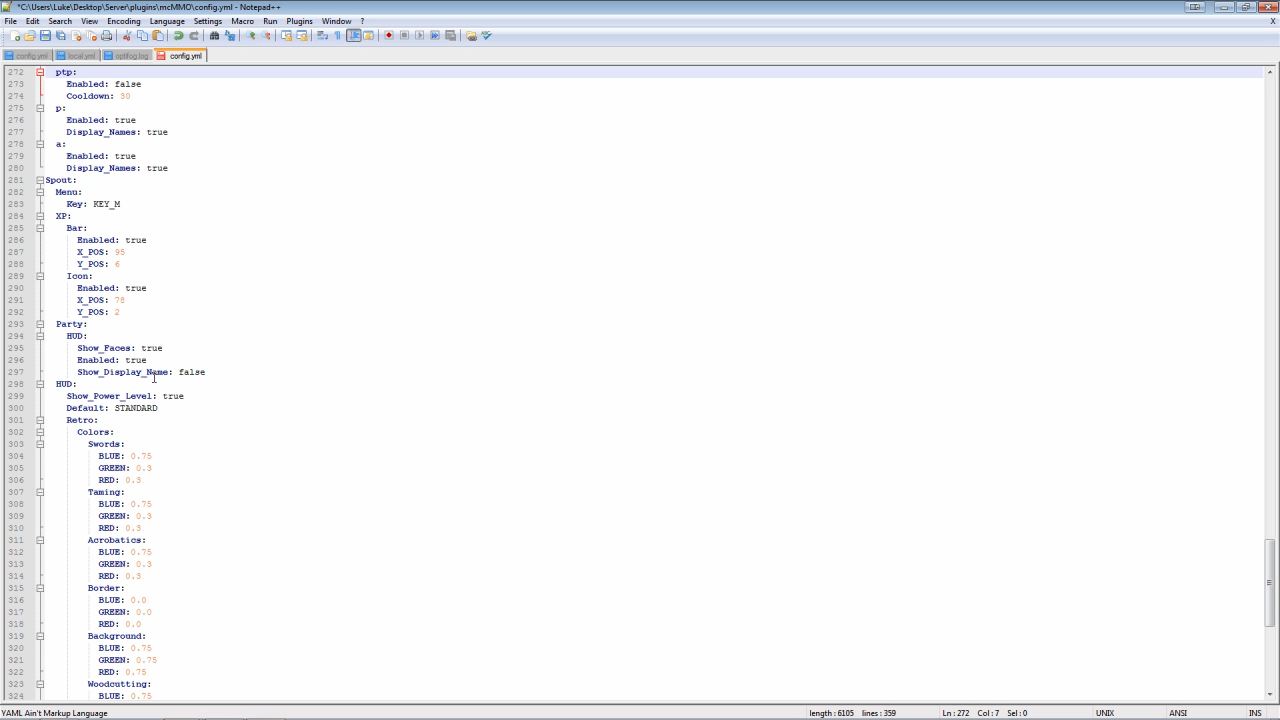 *C:\Users\Luke\Desktop\Server\plugins\mcMMO\config.yml - Notepad++
File Edit Search View Encoding Language Settings Macro Run Plugins Window ?
X
config.yml local.yml optifog.log config.yml
272 ptp:
273 Enabled: false
274 Cooldown: 30
275 p:
276 Enabled: true
277 Display_Names: true
278 a:
279 Enabled: true
280 Display_Names: true
281 Spout:
282 Menu:
283 Key: KEY_M
284 XP:
285 Bar:
286 Enabled: true
287 X_POS: 95
288 Y_POS: 6
289 Icon:
290 Enabled: true
291 X_POS: 78
292 Y_POS: 2
293 Party:
294 HUD:
295 Show_Faces: true
296 Enabled: true
297 Show_Display_Name: false
298 HUD:
299 Show_Power_Level: true
300 Default: STANDARD
301 Retro:
302 Colors:
303 Swords:
304 BLUE: 0.75
305 GREEN: 0.3
306 RED: 0.3
307 Taming:
308 BLUE: 0.75
309 GREEN: 0.3
310 RED: 0.3
311 Acrobatics:
312 BLUE: 0.75
313 GREEN: 0.3
314 RED: 0.3
315 Border:
316 BLUE: 0.0
317 GREEN: 0.0
318 RED: 0.0
319 Background:
320 BLUE: 0.75
321 GREEN: 0.75
322 RED: 0.75
323 Woodcutting:
324 BLUE: 0.75
YAML Ain't Markup Language length : 6105 lines : 359 Ln : 272 Col : 7 Sel : 0 UNIX ANSI INS